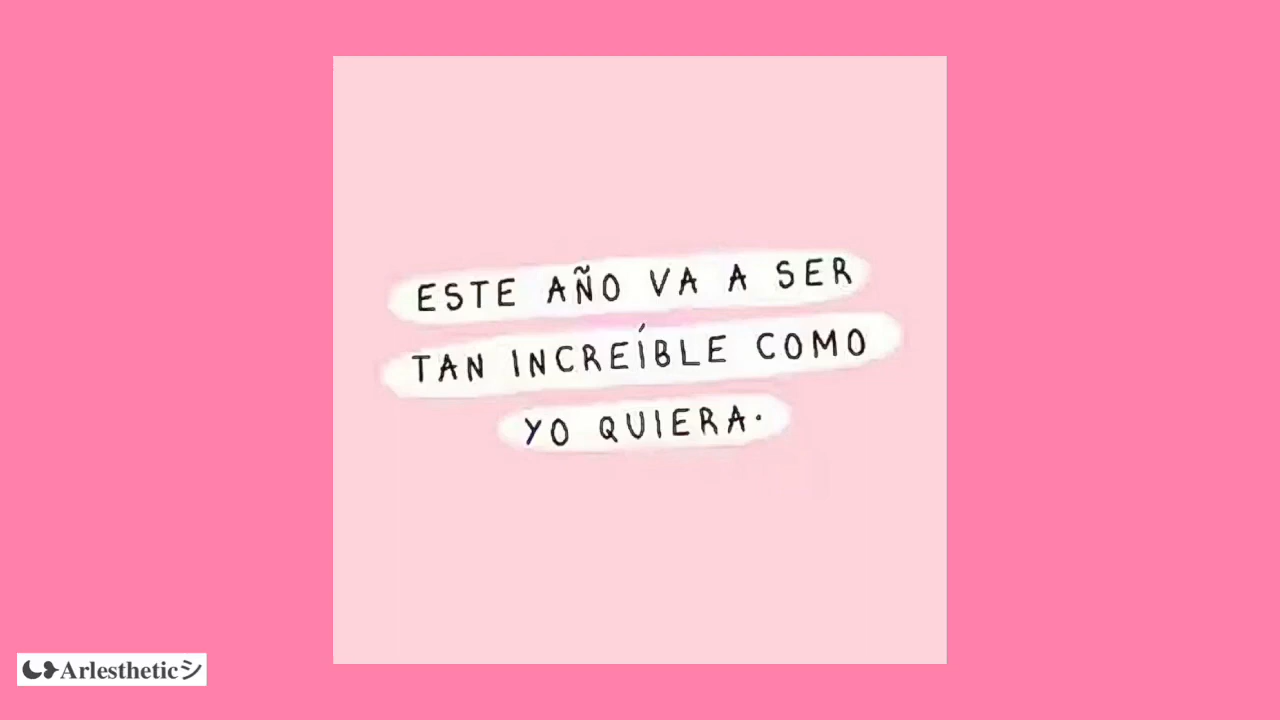 ESTE AÑO VA A SER
TAN INCREÍBLE COMO
YO QUIERA.
Arlestheticシ